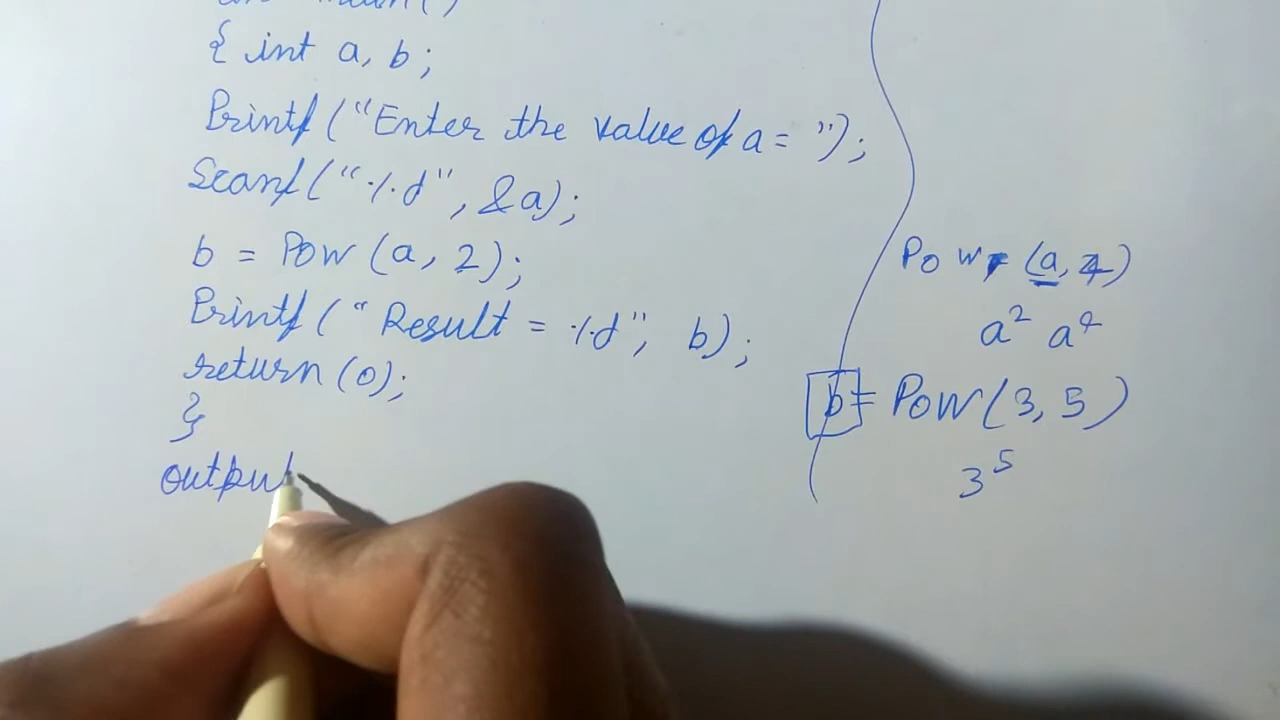 { int a, b;
Printf ("Enter the value of a = ");
Scanf ("%d", &a);
b = Pow (a, 2);
Printf ("Result = %d", b);
return (0);
}
output
Pow (a, 4)
a² a⁴
b = Pow (3, 5)
3⁵